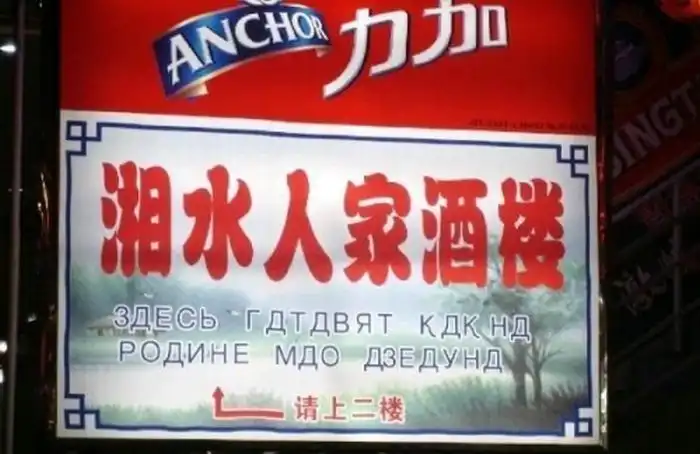 ANCHOR 力加
湘水人家酒楼
ЗДЕСЬ ГДТДВЯТ КДК НД
РОДИНЕ МДО ДЗЕДУНД
请上二楼